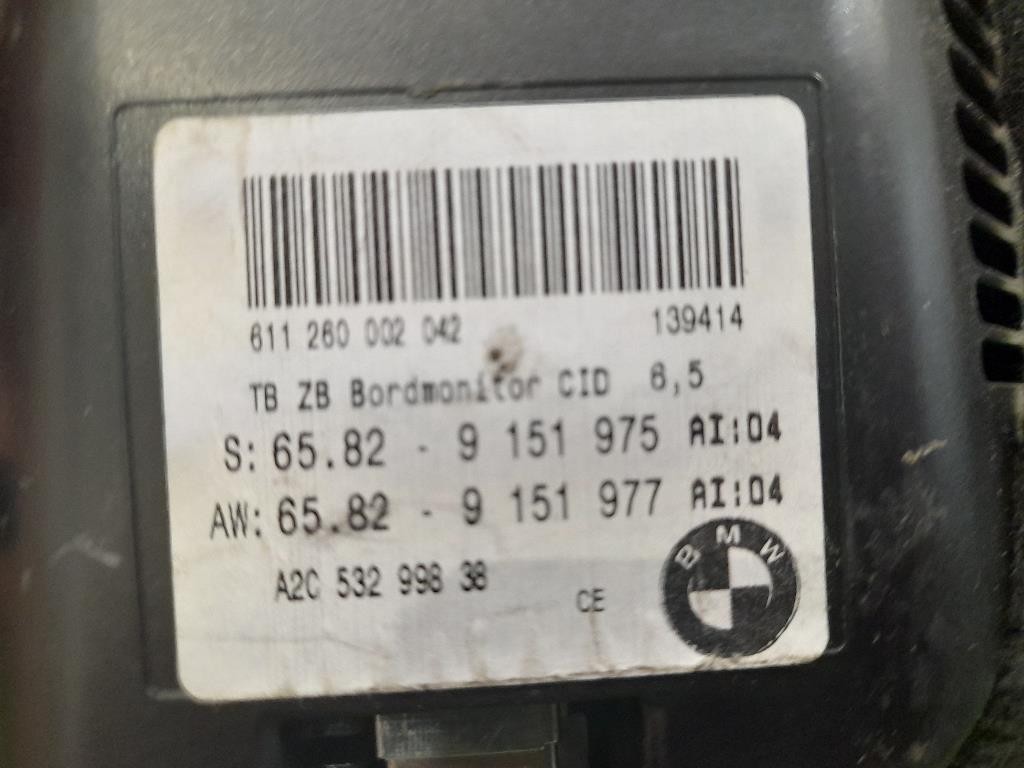 611 260 002 042 139414
TB ZB Bordmonitor CID 6,5
S: 65.82 - 9 151 975 AI:04
AW: 65.82 - 9 151 977 AI:04
A2C 532 998 38
CE
BMW